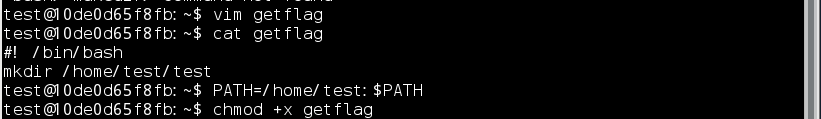 test@10de0d65f8fb:~$ vim getflag
test@10de0d65f8fb:~$ cat getflag
#! /bin/bash
mkdir /home/test/test
test@10de0d65f8fb:~$ PATH=/home/test:$PATH
test@10de0d65f8fb:~$ chmod +x getflag